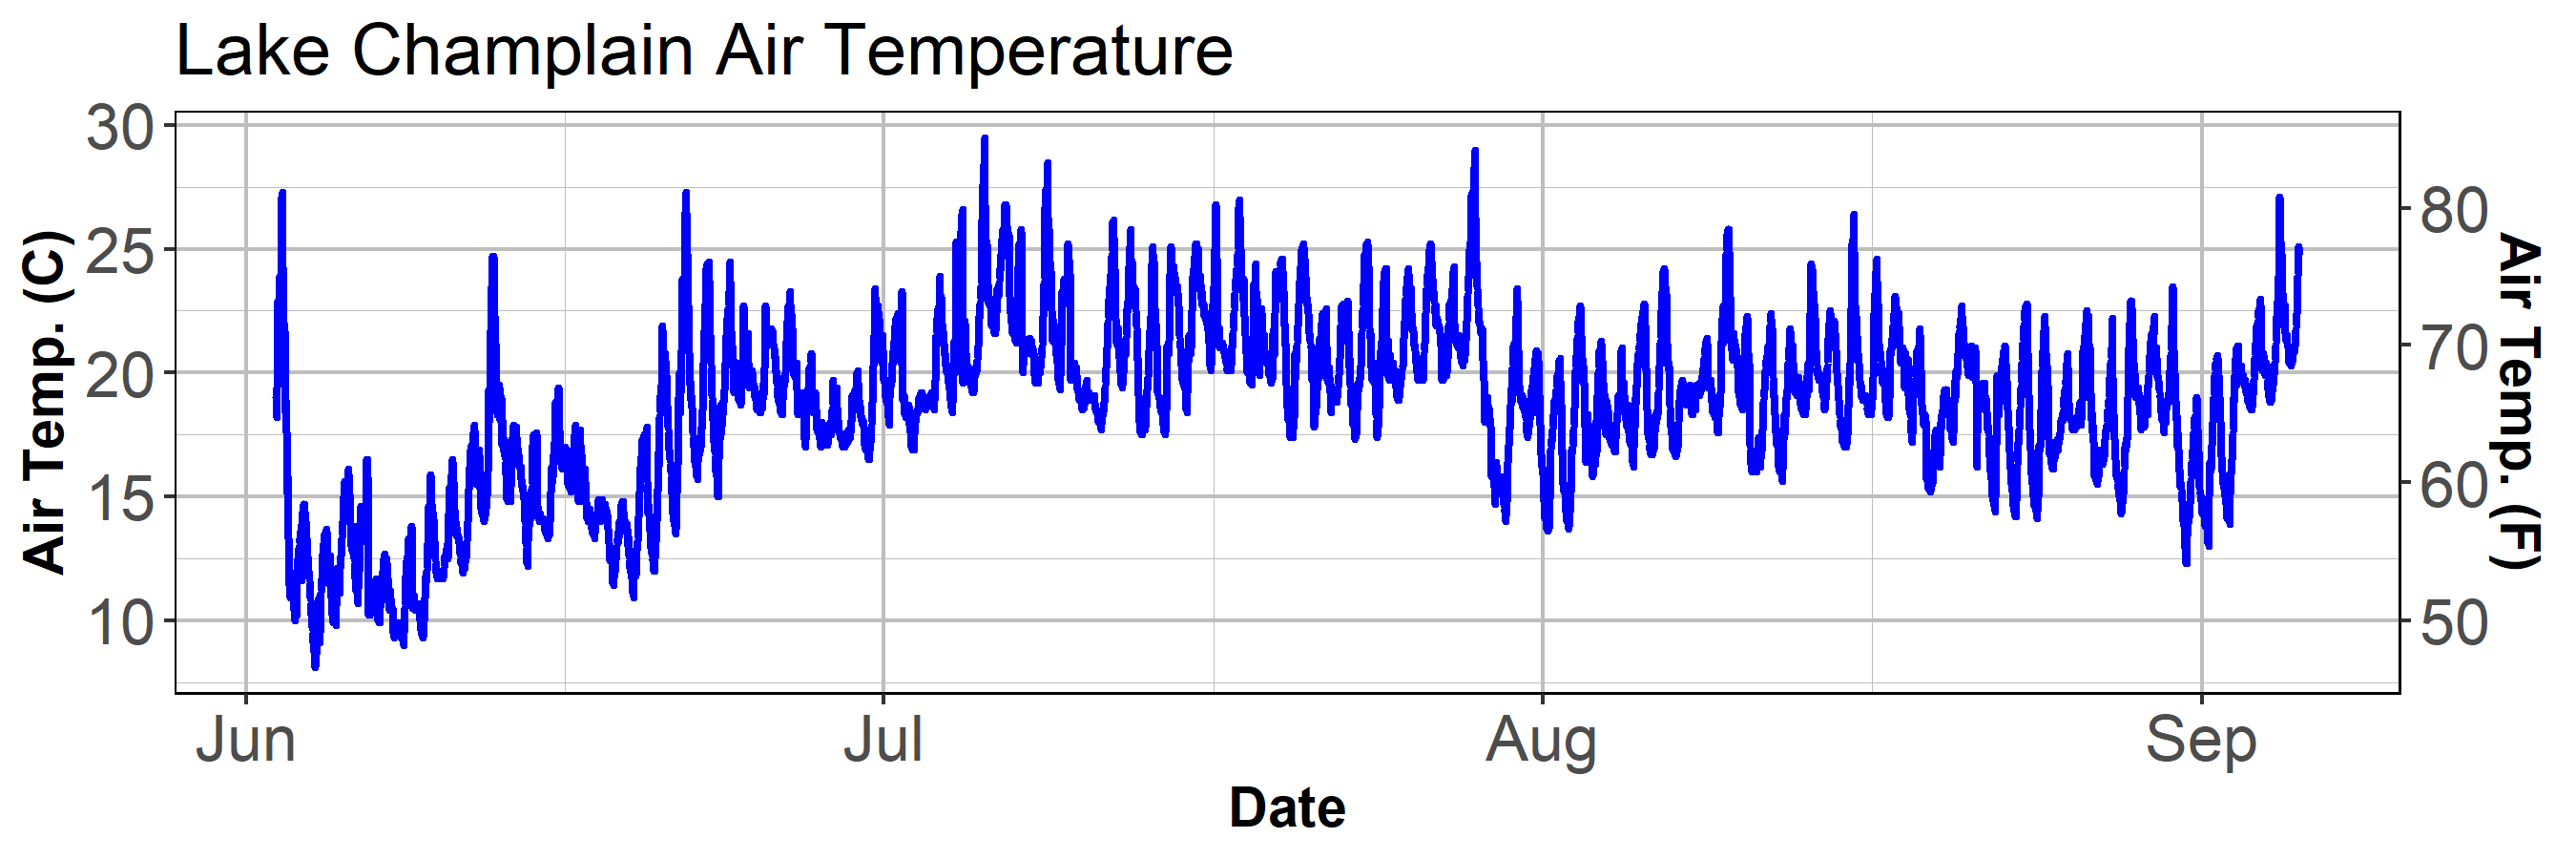 Lake Champlain Air Temperature
30
25
20
15
10
Air Temp. (C)
80
70
60
50
Air Temp. (F)
Jun Jul Aug Sep
Date